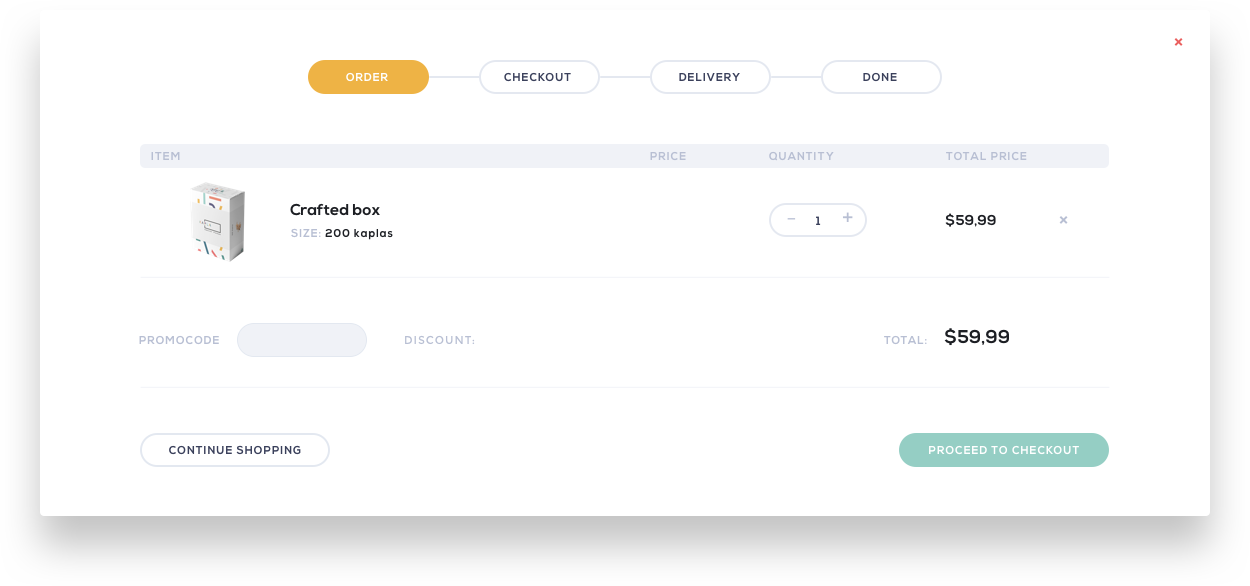 ×
ORDER CHECKOUT DELIVERY DONE
ITEM PRICE QUANTITY TOTAL PRICE
Crafted box
SIZE: 200 kaplas
− 1 + $59,99 ×
PROMOCODE DISCOUNT: TOTAL: $59,99
CONTINUE SHOPPING PROCEED TO CHECKOUT